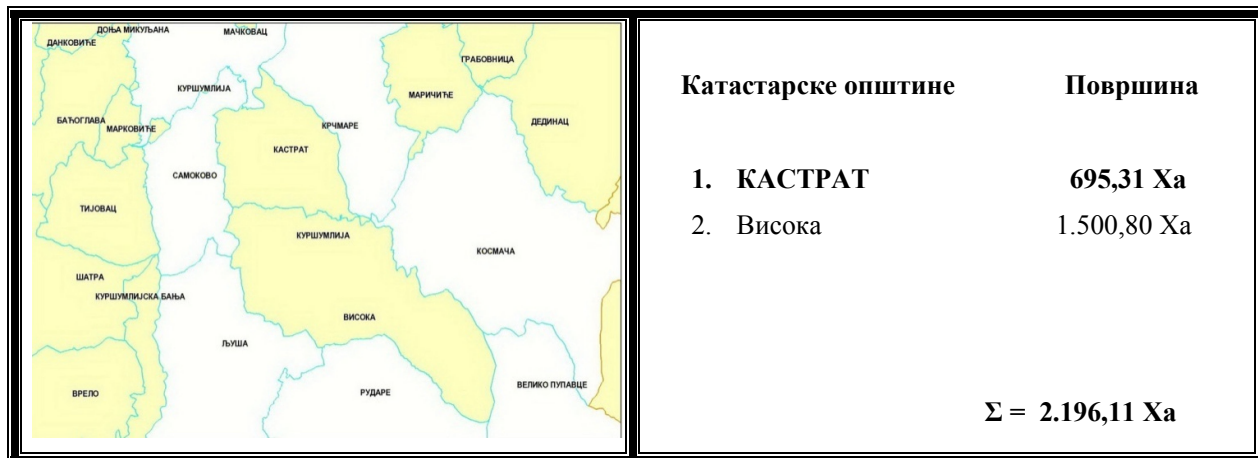 ДОЊА МИКУЉАНА
МАЧКОВАЦ
ДАНКОВИЋЕ
ГРАБОВНИЦА
КУРШУМЛИЈА
МАРИЧИЋЕ
БАЋОГЛАВА
МАРКОВИЋЕ
КРЧМАРЕ
ДЕДИНАЦ
КАСТРАТ
САМОКОВО
ТИЈОВАЦ
КУРШУМЛИЈА
КОСМАЧА
ШАТРА
КУРШУМЛИЈСКА БАЊА
ВИСОКА
ЉУША
ВРЕЛО
РУДАРЕ
ВЕЛИКО ПУПАВЦЕ
Катастарске општине Површина
1. КАСТРАТ 695,31 Ха
2. Висока 1.500,80 Ха
Σ = 2.196,11 Ха